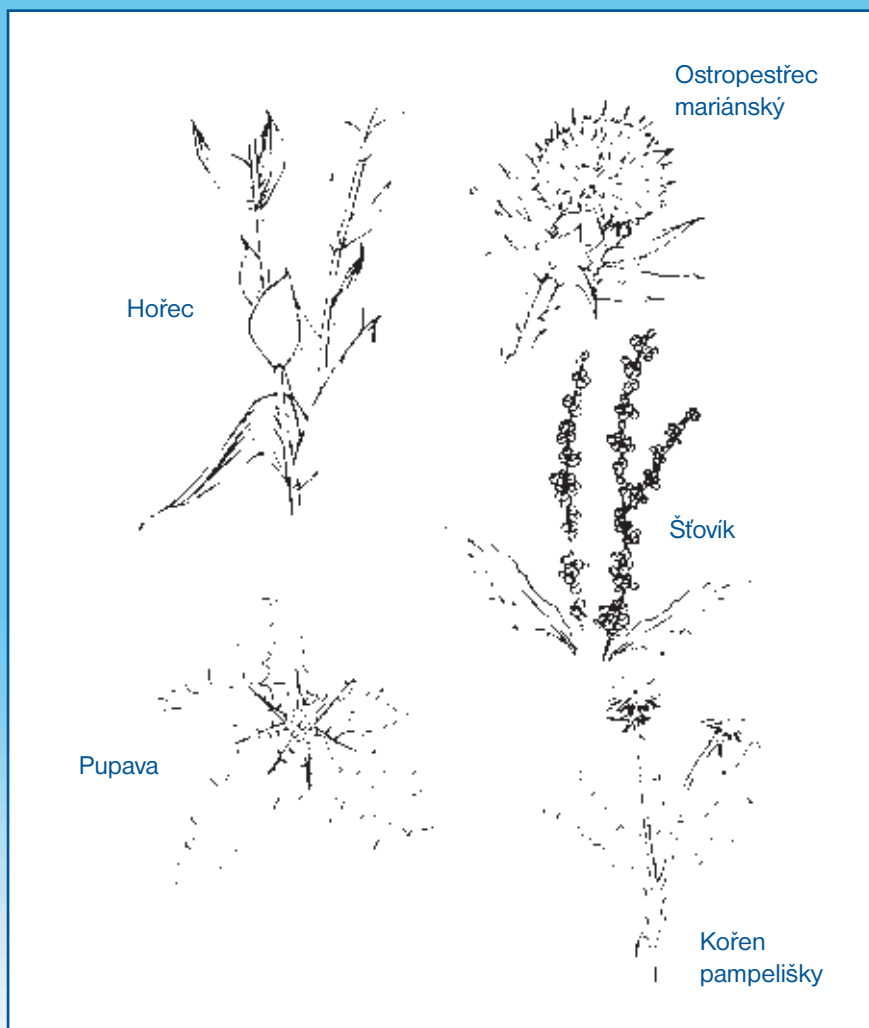 Ostropestřec
mariánský
Hořec
Šťovík
Pupava
Kořen
pampelišky